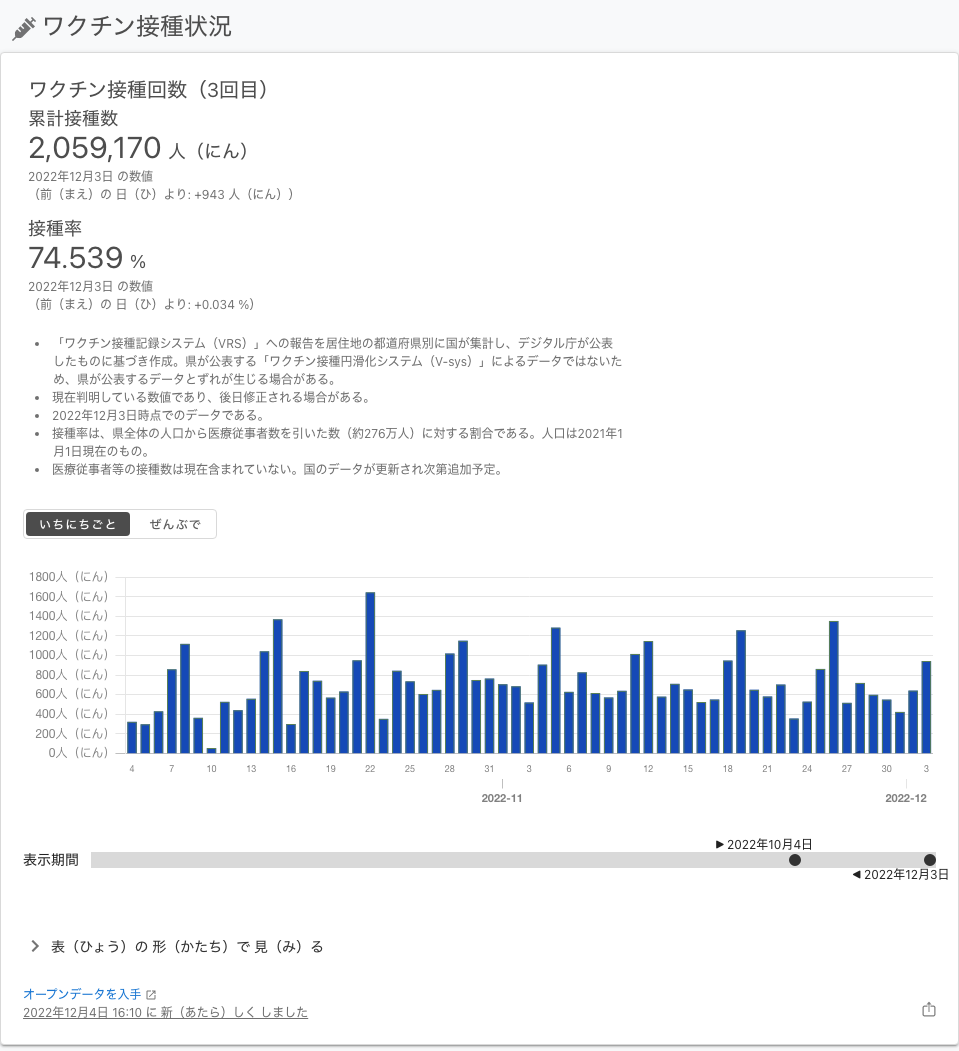 ワクチン接種状況
ワクチン接種回数（3回目）
累計接種数
2,059,170 人（にん）
2022年12月3日 の数値
（前（まえ）の 日（ひ）より: +943 人（にん））
接種率
74.539 %
2022年12月3日 の数値
（前（まえ）の 日（ひ）より: +0.034 %）
• 「ワクチン接種記録システム（VRS）」への報告を居住地の都道府県別に国が集計し、デジタル庁が公表
したものに基づき作成。県が公表する「ワクチン接種円滑化システム（V-sys）」によるデータではないた
め、県が公表するデータとずれが生じる場合がある。
• 現在判明している数値であり、後日修正される場合がある。
• 2022年12月3日時点でのデータである。
• 接種率は、県全体の人口から医療従事者数を引いた数（約276万人）に対する割合である。人口は2021年1
月1日現在のもの。
• 医療従事者等の接種数は現在含まれていない。国のデータが更新され次第追加予定。
いちにちごと ぜんぶで
1800人（にん）
1600人（にん）
1400人（にん）
1200人（にん）
1000人（にん）
800人（にん）
600人（にん）
400人（にん）
200人（にん）
0人（にん）
4 7 10 13 16 19 22 25 28 31 3 6 9 12 15 18 21 24 27 30 3
2022-11 2022-12
▶ 2022年10月4日
表示期間
◀ 2022年12月3日
表（ひょう）の 形（かたち）で 見（み）る
オープンデータを入手
2022年12月4日 16:10 に 新（あたら）しく しました